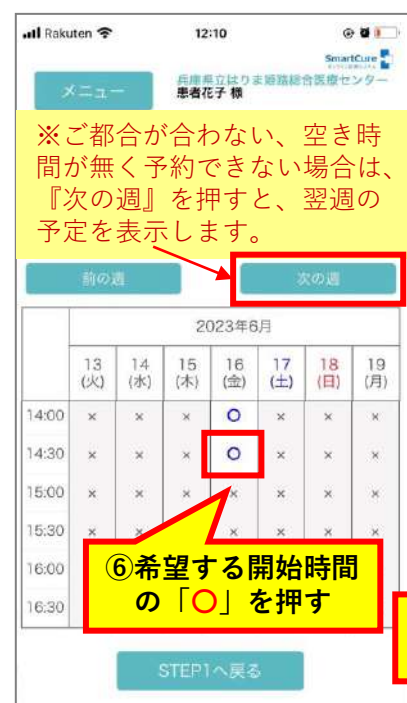 Rakuten 12:10
SmartCure
メニュー
兵庫県立はりま姫路総合医療センター
患者花子 様
※ご都合が合わない、空き時
間が無く予約できない場合は、
『次の週』を押すと、翌週の
予定を表示します。
前の週 次の週
2023年6月
13 14 15 16 17 18 19
(火) (水) (木) (金) (土) (日) (月)
14:00 × × × ○ × × ×
14:30 × × × ○ × × ×
15:00 × × × × × × ×
15:30 × × × × × × ×
16:00
16:30
⑥希望する開始時間
の「○」を押す
STEP1へ戻る